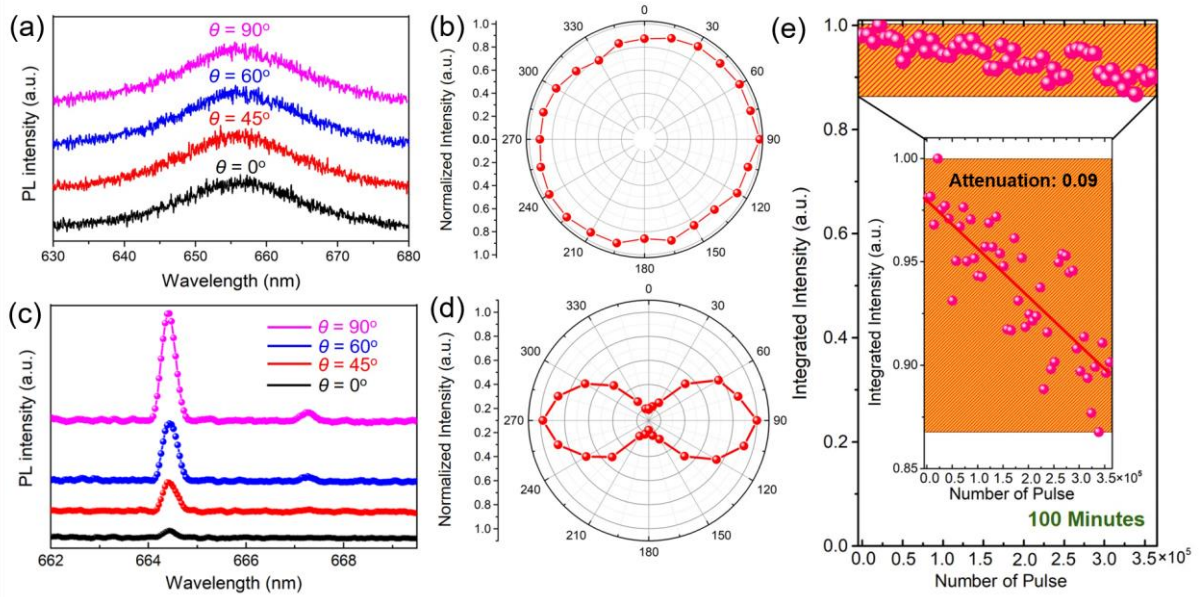 (a)
θ = 90°
θ = 60°
θ = 45°
θ = 0°
PL intensity (a.u.)
630 640 650 660 670 680
Wavelength (nm)
(b)
Normalized Intensity (a.u.)
1.0
0.8
0.6
0.4
0.2
0.0
0.2
0.4
0.6
0.8
1.0
0
30
60
90
120
150
180
210
240
270
300
330
(c)
θ = 90°
θ = 60°
θ = 45°
θ = 0°
PL intensity (a.u.)
662 664 666 668
Wavelength (nm)
(d)
Normalized Intensity (a.u.)
1.0
0.8
0.6
0.4
0.2
0.0
0.2
0.4
0.6
0.8
1.0
0
30
60
90
120
150
180
210
240
270
300
330
(e)
Integrated Intensity (a.u.)
1.0
0.8
0.6
0.4
0.2
0.0
Attenuation: 0.09
Integrated Intensity (a.u.)
1.00
0.95
0.90
0.85
0.0 0.5 1.0 1.5 2.0 2.5 3.0 3.5×10⁵
Number of Pulse
100 Minutes
0.0 0.5 1.0 1.5 2.0 2.5 3.0 3.5×10⁵
Number of Pulse